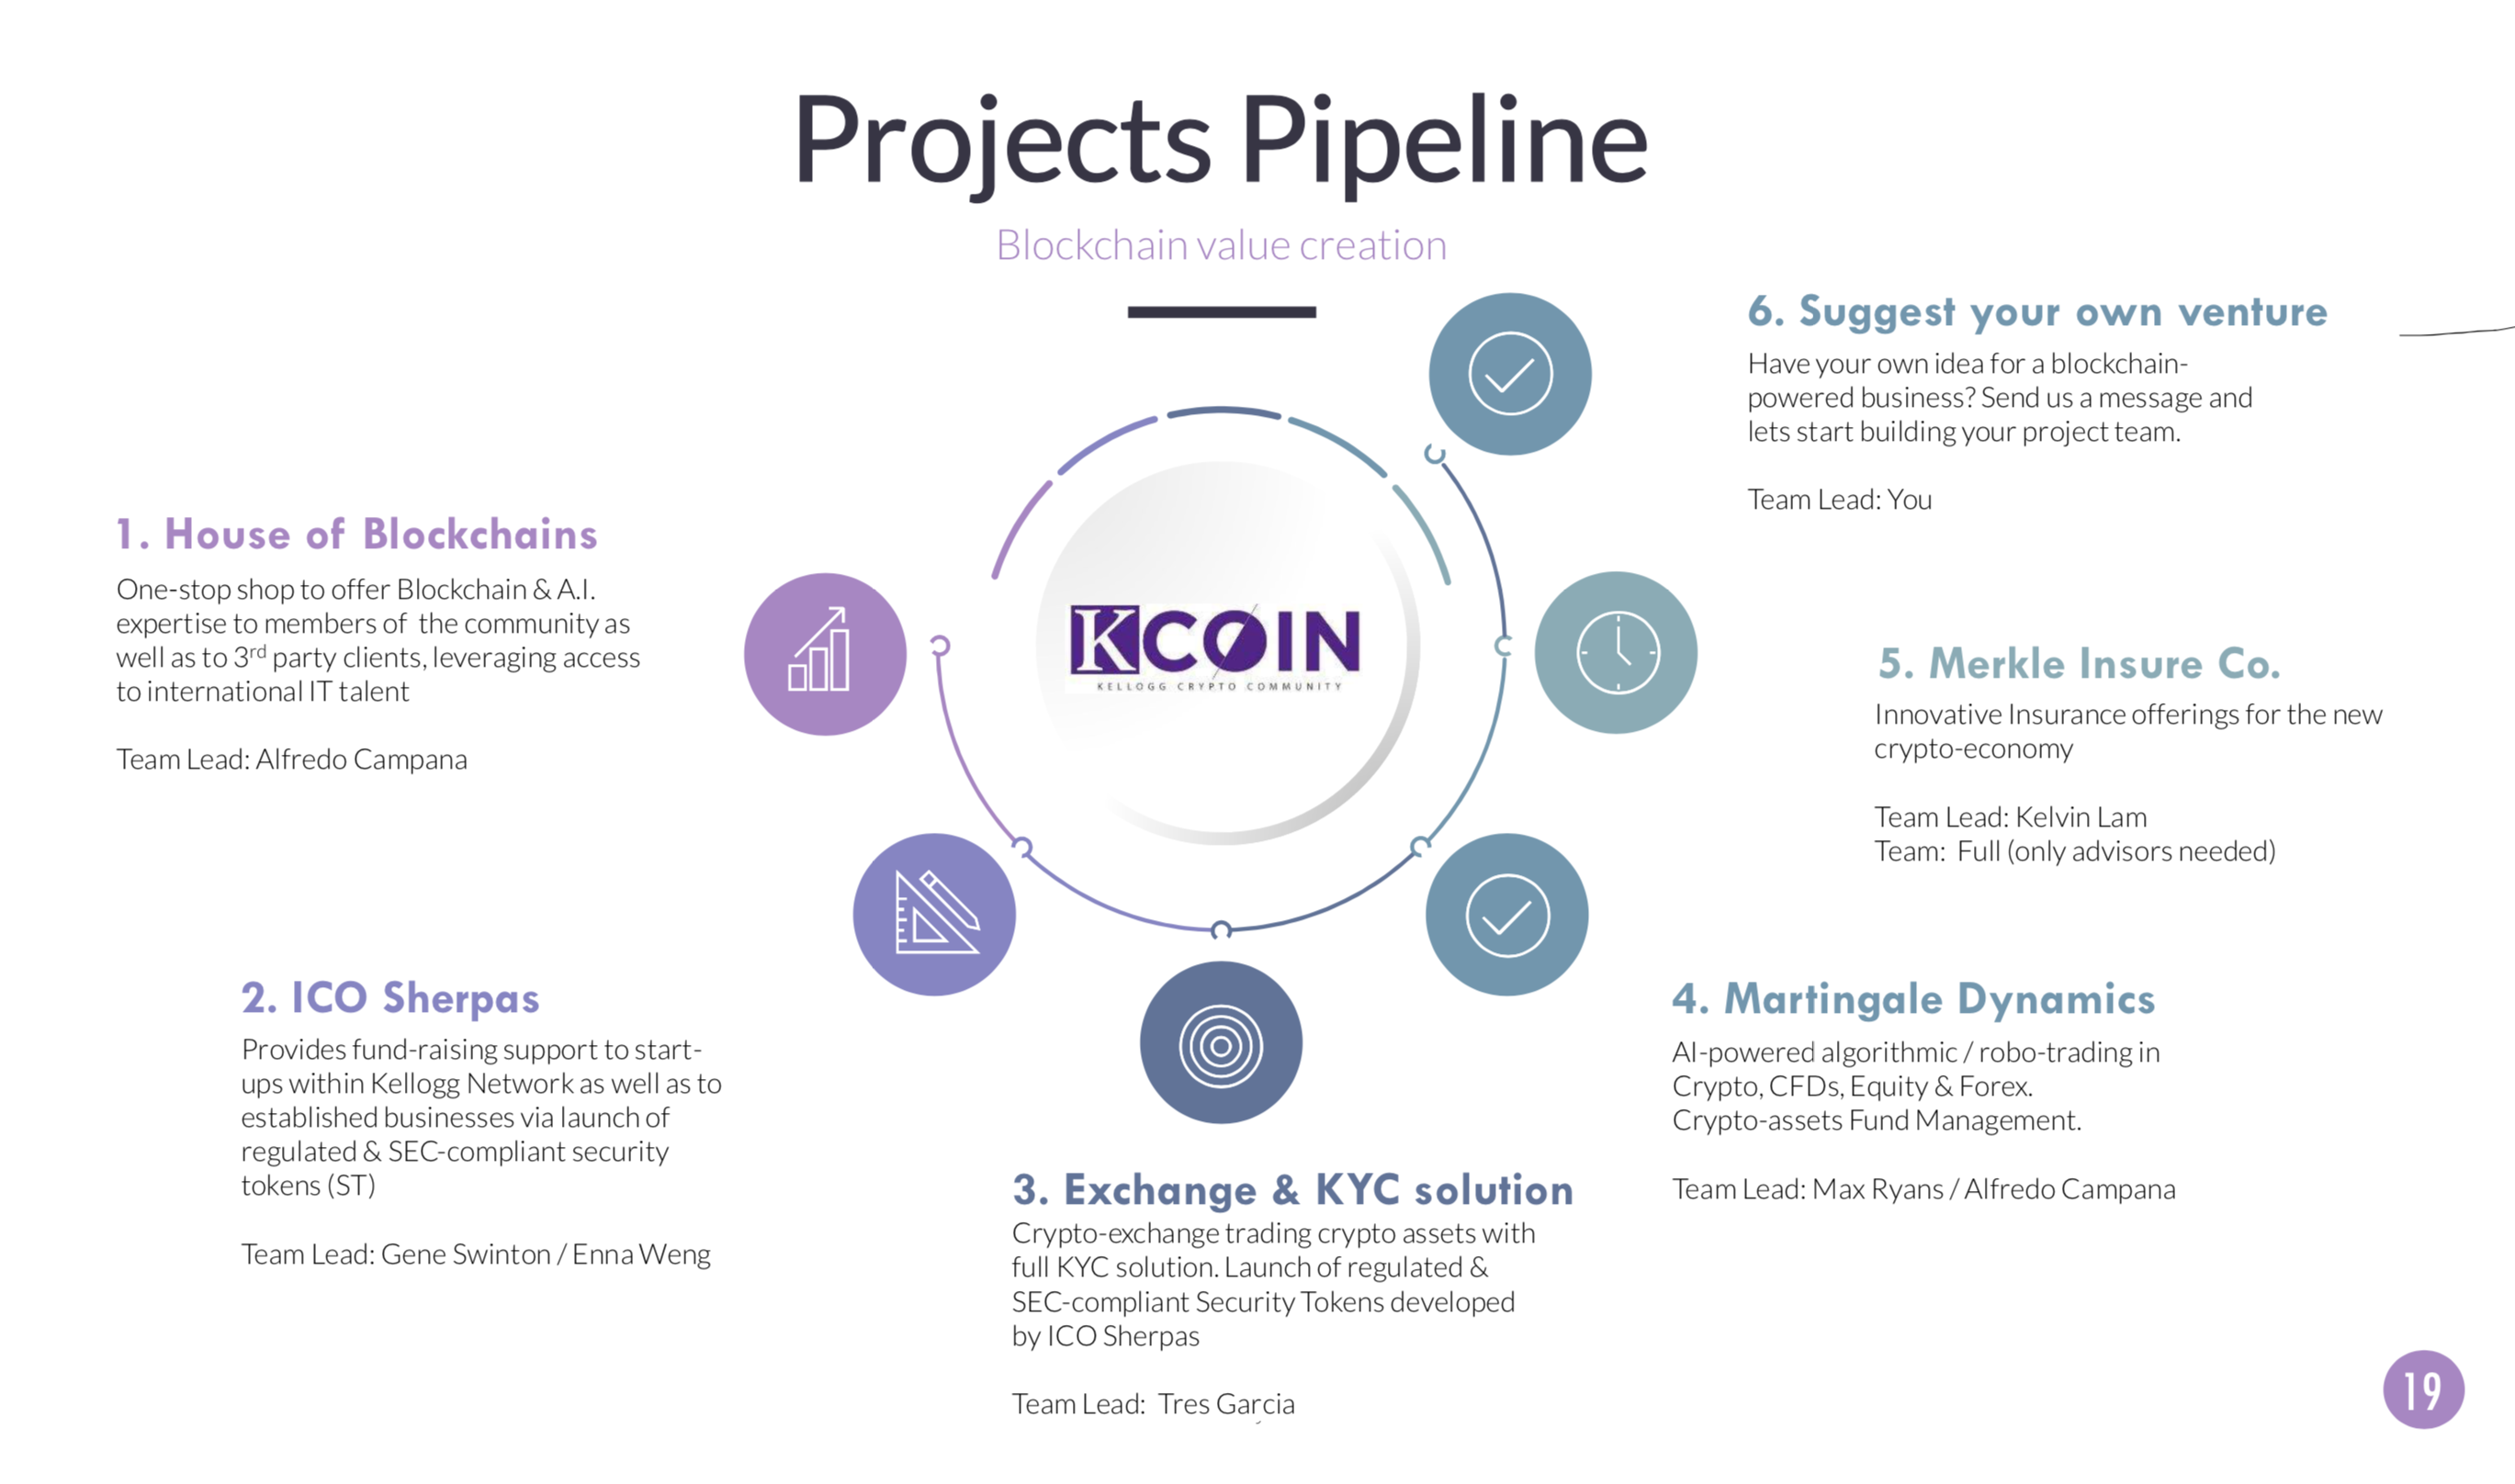 Projects Pipeline
Blockchain value creation
1. House of Blockchains
One-stop shop to offer Blockchain & A.I.
expertise to members of the community as
well as to 3rd party clients, leveraging access
to international IT talent
Team Lead: Alfredo Campana
2. ICO Sherpas
Provides fund-raising support to start-
ups within Kellogg Network as well as to
established businesses via launch of
regulated & SEC-compliant security
tokens (ST)
Team Lead: Gene Swinton / Enna Weng
KCOIN
KELLOGG CRYPTO COMMUNITY
3. Exchange & KYC solution
Crypto-exchange trading crypto assets with
full KYC solution. Launch of regulated &
SEC-compliant Security Tokens developed
by ICO Sherpas
Team Lead: Tres Garcia
4. Martingale Dynamics
AI-powered algorithmic / robo-trading in
Crypto, CFDs, Equity & Forex.
Crypto-assets Fund Management.
Team Lead: Max Ryans / Alfredo Campana
5. Merkle Insure Co.
Innovative Insurance offerings for the new
crypto-economy
Team Lead: Kelvin Lam
Team: Full (only advisors needed)
6. Suggest your own venture
Have your own idea for a blockchain-
powered business? Send us a message and
lets start building your project team.
Team Lead: You
19